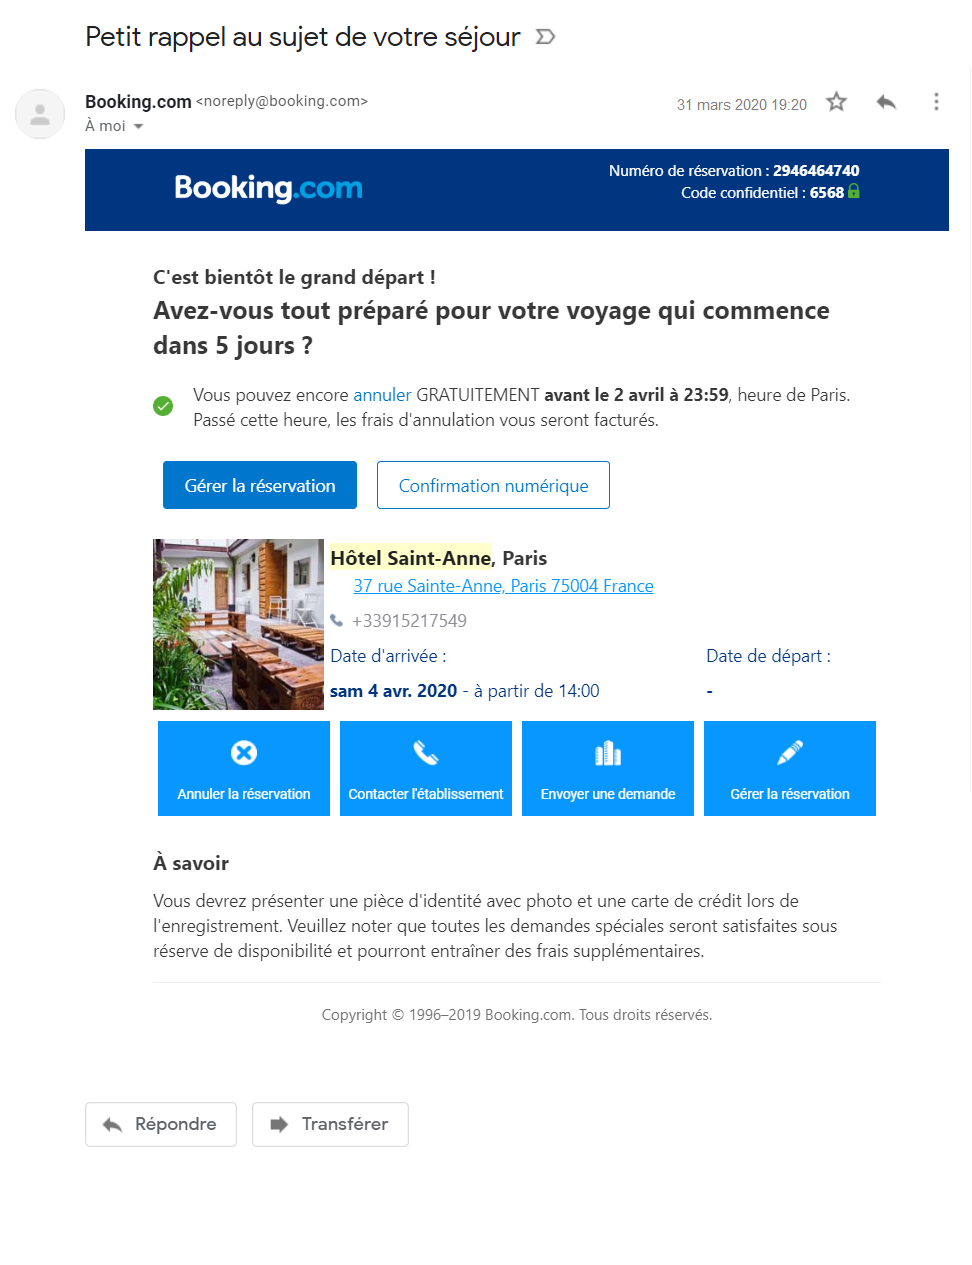 Petit rappel au sujet de votre séjour
Booking.com <noreply@booking.com>
31 mars 2020 19:20
À moi
Booking.com
Numéro de réservation : 2946464740
Code confidentiel : 6568
C'est bientôt le grand départ !
Avez-vous tout préparé pour votre voyage qui commence
dans 5 jours ?
Vous pouvez encore annuler GRATUITEMENT avant le 2 avril à 23:59, heure de Paris.
Passé cette heure, les frais d'annulation vous seront facturés.
Gérer la réservation
Confirmation numérique
Hôtel Saint-Anne, Paris
37 rue Sainte-Anne, Paris 75004 France
+33915217549
Date d'arrivée :
Date de départ :
sam 4 avr. 2020 - à partir de 14:00
-
Annuler la réservation
Contacter l'établissement
Envoyer une demande
Gérer la réservation
À savoir
Vous devrez présenter une pièce d'identité avec photo et une carte de crédit lors de
l'enregistrement. Veuillez noter que toutes les demandes spéciales seront satisfaites sous
réserve de disponibilité et pourront entraîner des frais supplémentaires.
Copyright © 1996–2019 Booking.com. Tous droits réservés.
Répondre
Transférer